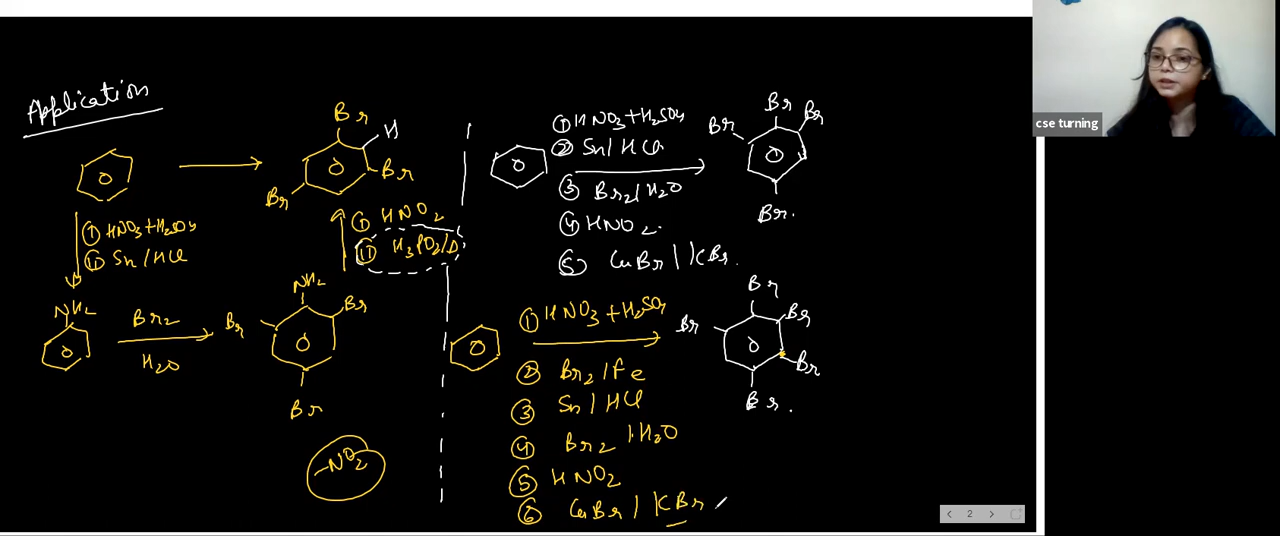 Application
Br
H
Br
Br
① HNO3+H2SO4
② Sn/HCl
NH2
Br2
H2O
NH2
Br
Br
Br
① HNO2
② H3PO2/Δ
-NO2
① HNO3+H2SO4
② Sn/HCl
③ Br2/H2O
④ HNO2.
⑤ CuBr/KBr.
Br
Br
Br
Br.
① HNO3+H2SO4
② Br2/Fe
③ Sn/HCl
④ Br2/H2O
⑤ HNO2
⑥ CuBr/KBr
Br
Br
Br
Br
Br.
cse turning
2